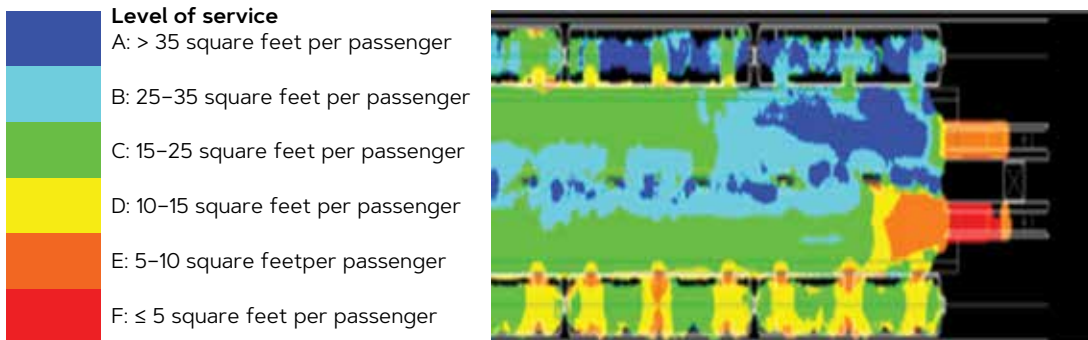 Level of service
A: > 35 square feet per passenger
B: 25–35 square feet per passenger
C: 15–25 square feet per passenger
D: 10–15 square feet per passenger
E: 5–10 square feetper passenger
F: ≤ 5 square feet per passenger